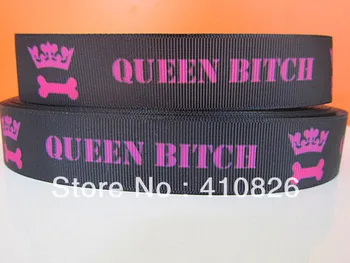 QUEEN BITCH
QUEEN BITCH
Store No : 410826